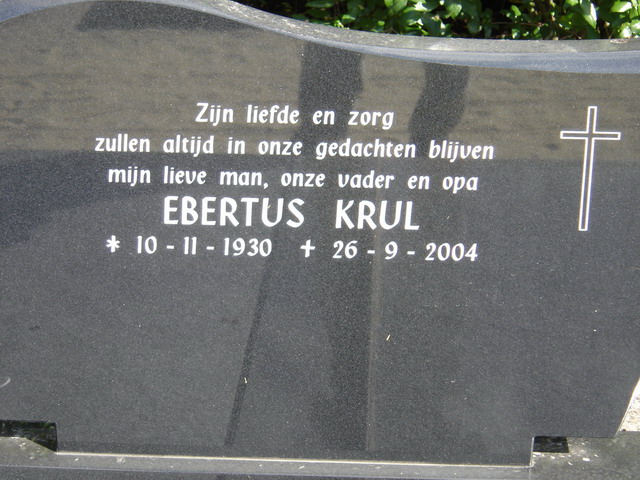 Zijn liefde en zorg
zullen altijd in onze gedachten blijven
mijn lieve man, onze vader en opa
EBERTUS KRUL
* 10 - 11 - 1930 ✝ 26 - 9 - 2004